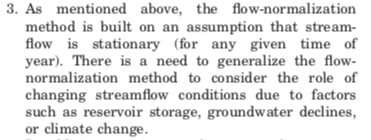 3. As mentioned above, the flow-normalization
method is built on an assumption that stream-
flow is stationary (for any given time of
year). There is a need to generalize the flow-
normalization method to consider the role of
changing streamflow conditions due to factors
such as reservoir storage, groundwater declines,
or climate change.